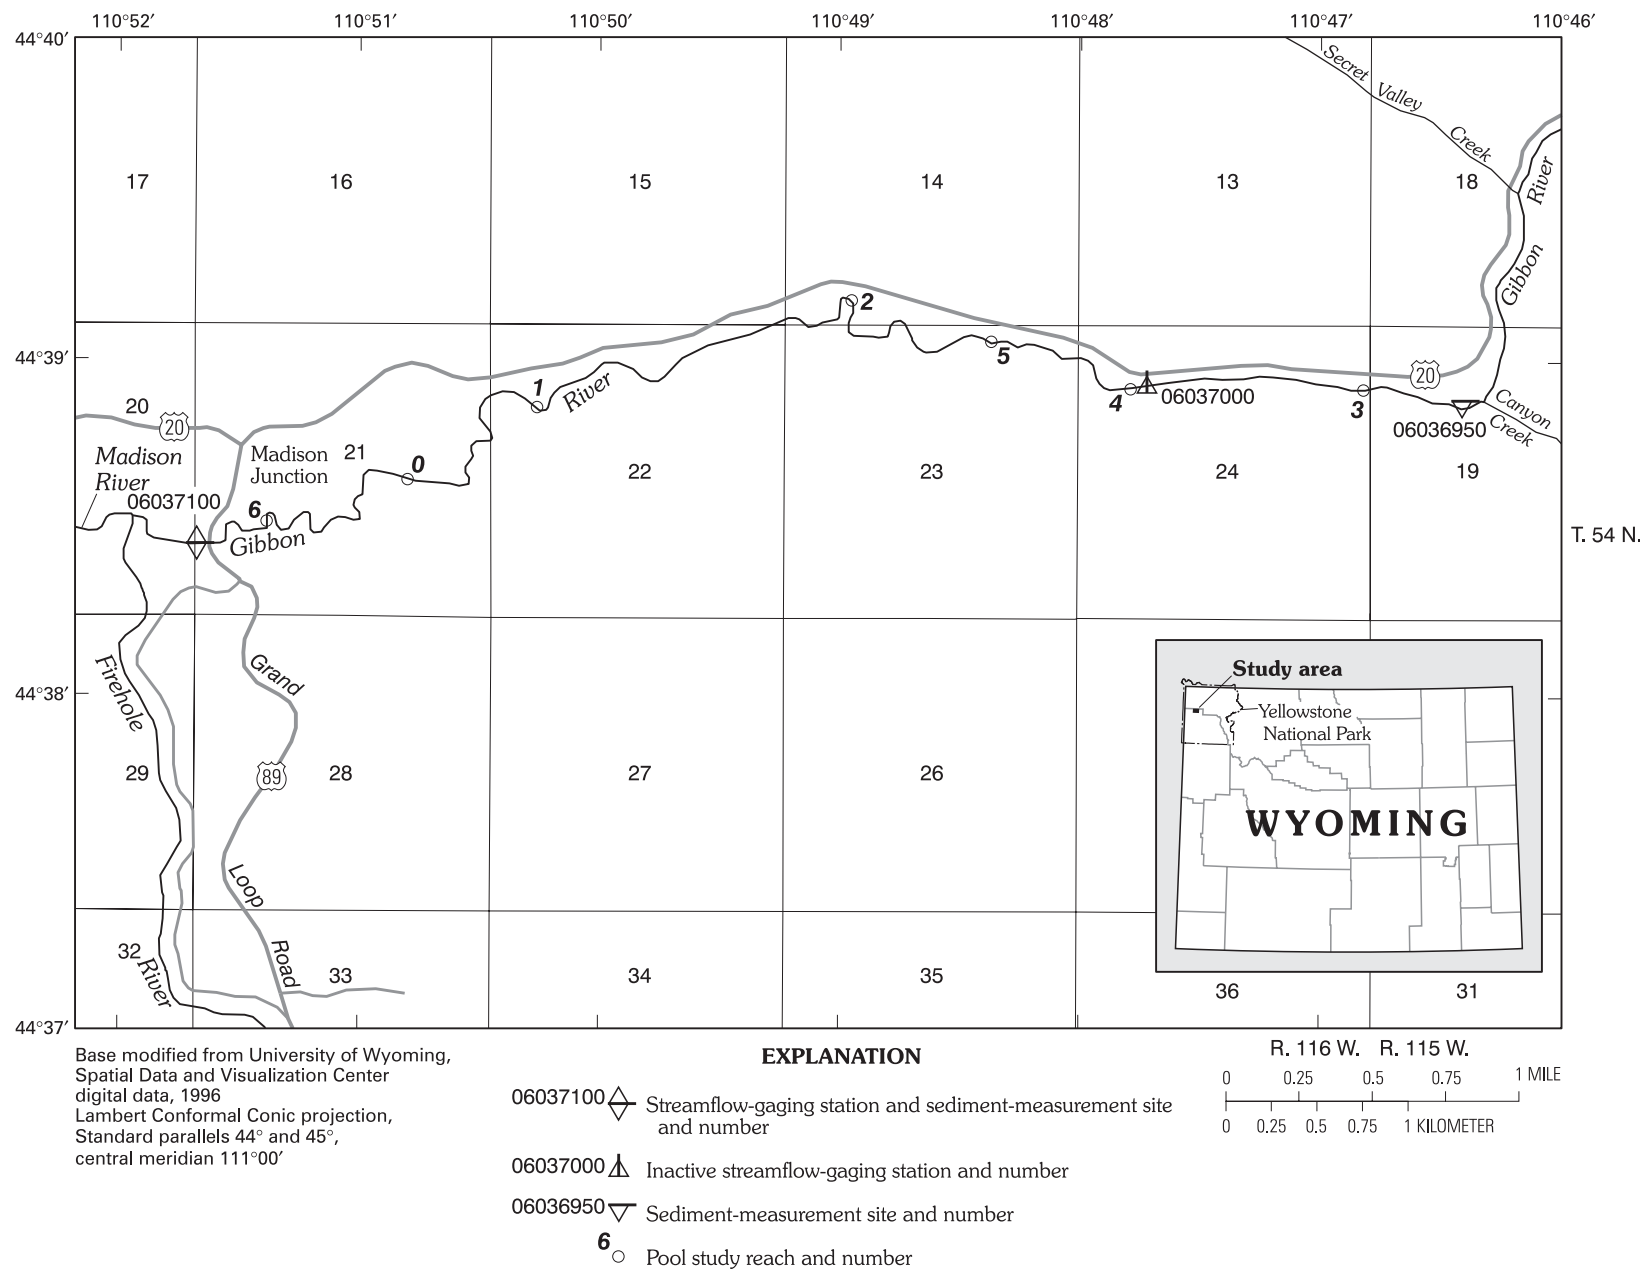 110°52′ 110°51′ 110°50′ 110°49′ 110°48′ 110°47′ 110°46′
44°40′
Secret Valley Creek
17 16 15 14 13 18
River
Gibbon
2
44°39′
5
20
1
River
4
06037000
3
Canyon Creek
06036950
20
20
Madison River
Madison Junction
21
0
22 23 24 19
06037100
6
Gibbon
T. 54 N.
Firehole
Grand
44°38′
Study area
Yellowstone
National Park
29
89
28 27 26
WYOMING
Loop
32
River
Road
33 34 35
36 31
44°37′
R. 116 W. R. 115 W.
Base modified from University of Wyoming,
Spatial Data and Visualization Center
digital data, 1996
Lambert Conformal Conic projection,
Standard parallels 44° and 45°,
central meridian 111°00′
EXPLANATION
06037100 Streamflow-gaging station and sediment-measurement site
and number
06037000 Inactive streamflow-gaging station and number
06036950 Sediment-measurement site and number
6 Pool study reach and number
0 0.25 0.5 0.75 1 MILE
0 0.25 0.5 0.75 1 KILOMETER